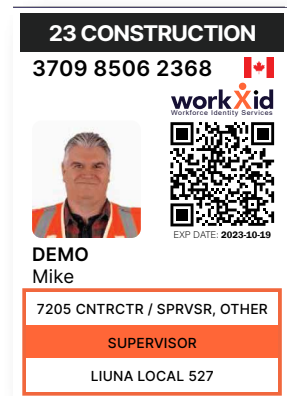 23 CONSTRUCTION
3709 8506 2368
workXid
Workforce Identity Services
EXP DATE: 2023-10-19
DEMO
Mike
7205 CNTRCTR / SPRVSR, OTHER
SUPERVISOR
LIUNA LOCAL 527